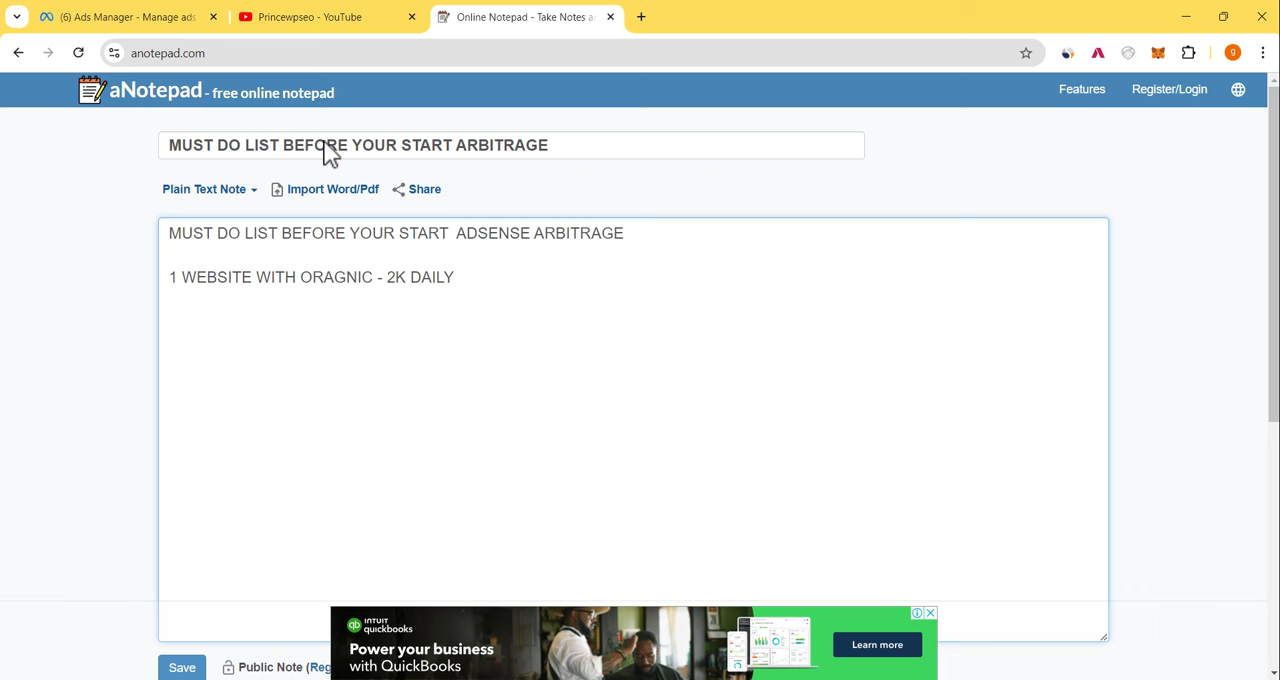 (6) Ads Manager - Manage ads
Princewpseo - YouTube
Online Notepad - Take Notes a
anotepad.com
g
aNotepad - free online notepad
Features
Register/Login
MUST DO LIST BEFORE YOUR START ARBITRAGE
Plain Text Note
Import Word/Pdf
Share
MUST DO LIST BEFORE YOUR START ADSENSE ARBITRAGE
1 WEBSITE WITH ORAGNIC - 2K DAILY
INTUIT
quickbooks
Power your business
with QuickBooks
Learn more
Save
Public Note (Reg